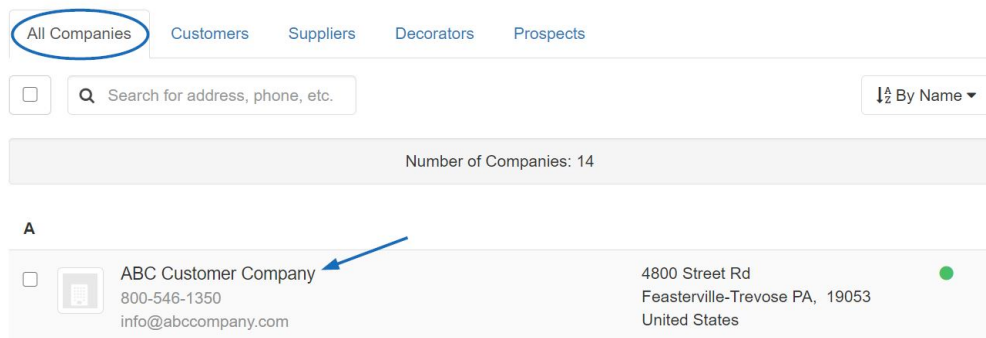 All Companies Customers Suppliers Decorators Prospects
Search for address, phone, etc. By Name
Number of Companies: 14
A
ABC Customer Company 4800 Street Rd
800-546-1350 Feasterville-Trevose PA, 19053
info@abccompany.com United States